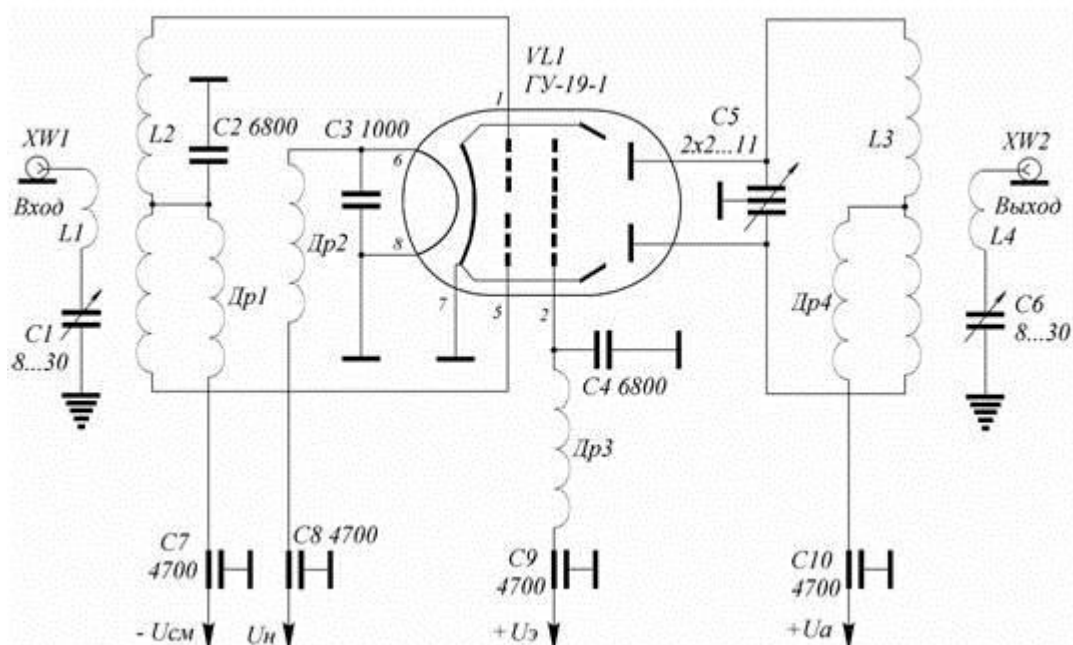 VL1
ГУ-19-1
1
XW1
L2
C2 6800
C3 1000
6
C5
2x2...11
L3
XW2
Вход
L1
Др2
8
Выход
L4
Др1
7
5
2
Др4
C1
8...30
C6
8...30
C4 6800
Др3
C7
4700
C8 4700
C9
4700
C10
4700
- Uсм
Uн
+Uэ
+Uа